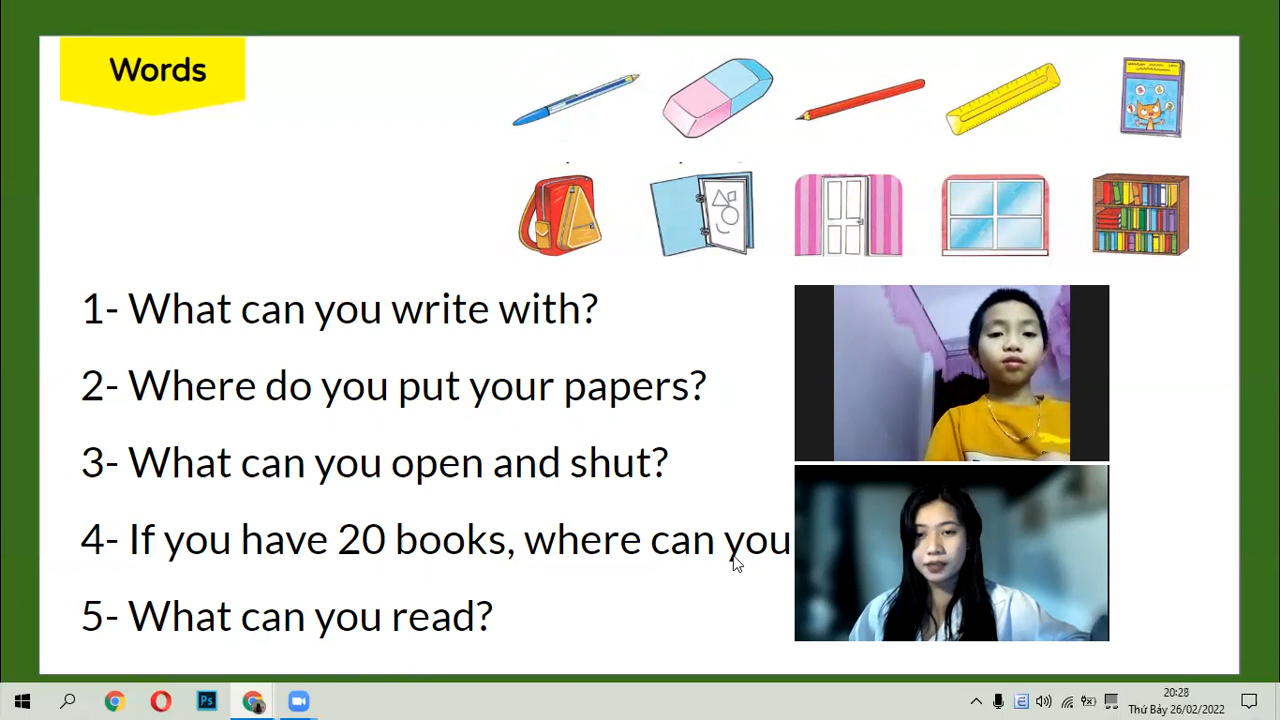 Words
1- What can you write with?
2- Where do you put your papers?
3- What can you open and shut?
4- If you have 20 books, where can you
5- What can you read?
Ps
20:28
Thứ Bảy 26/02/2022